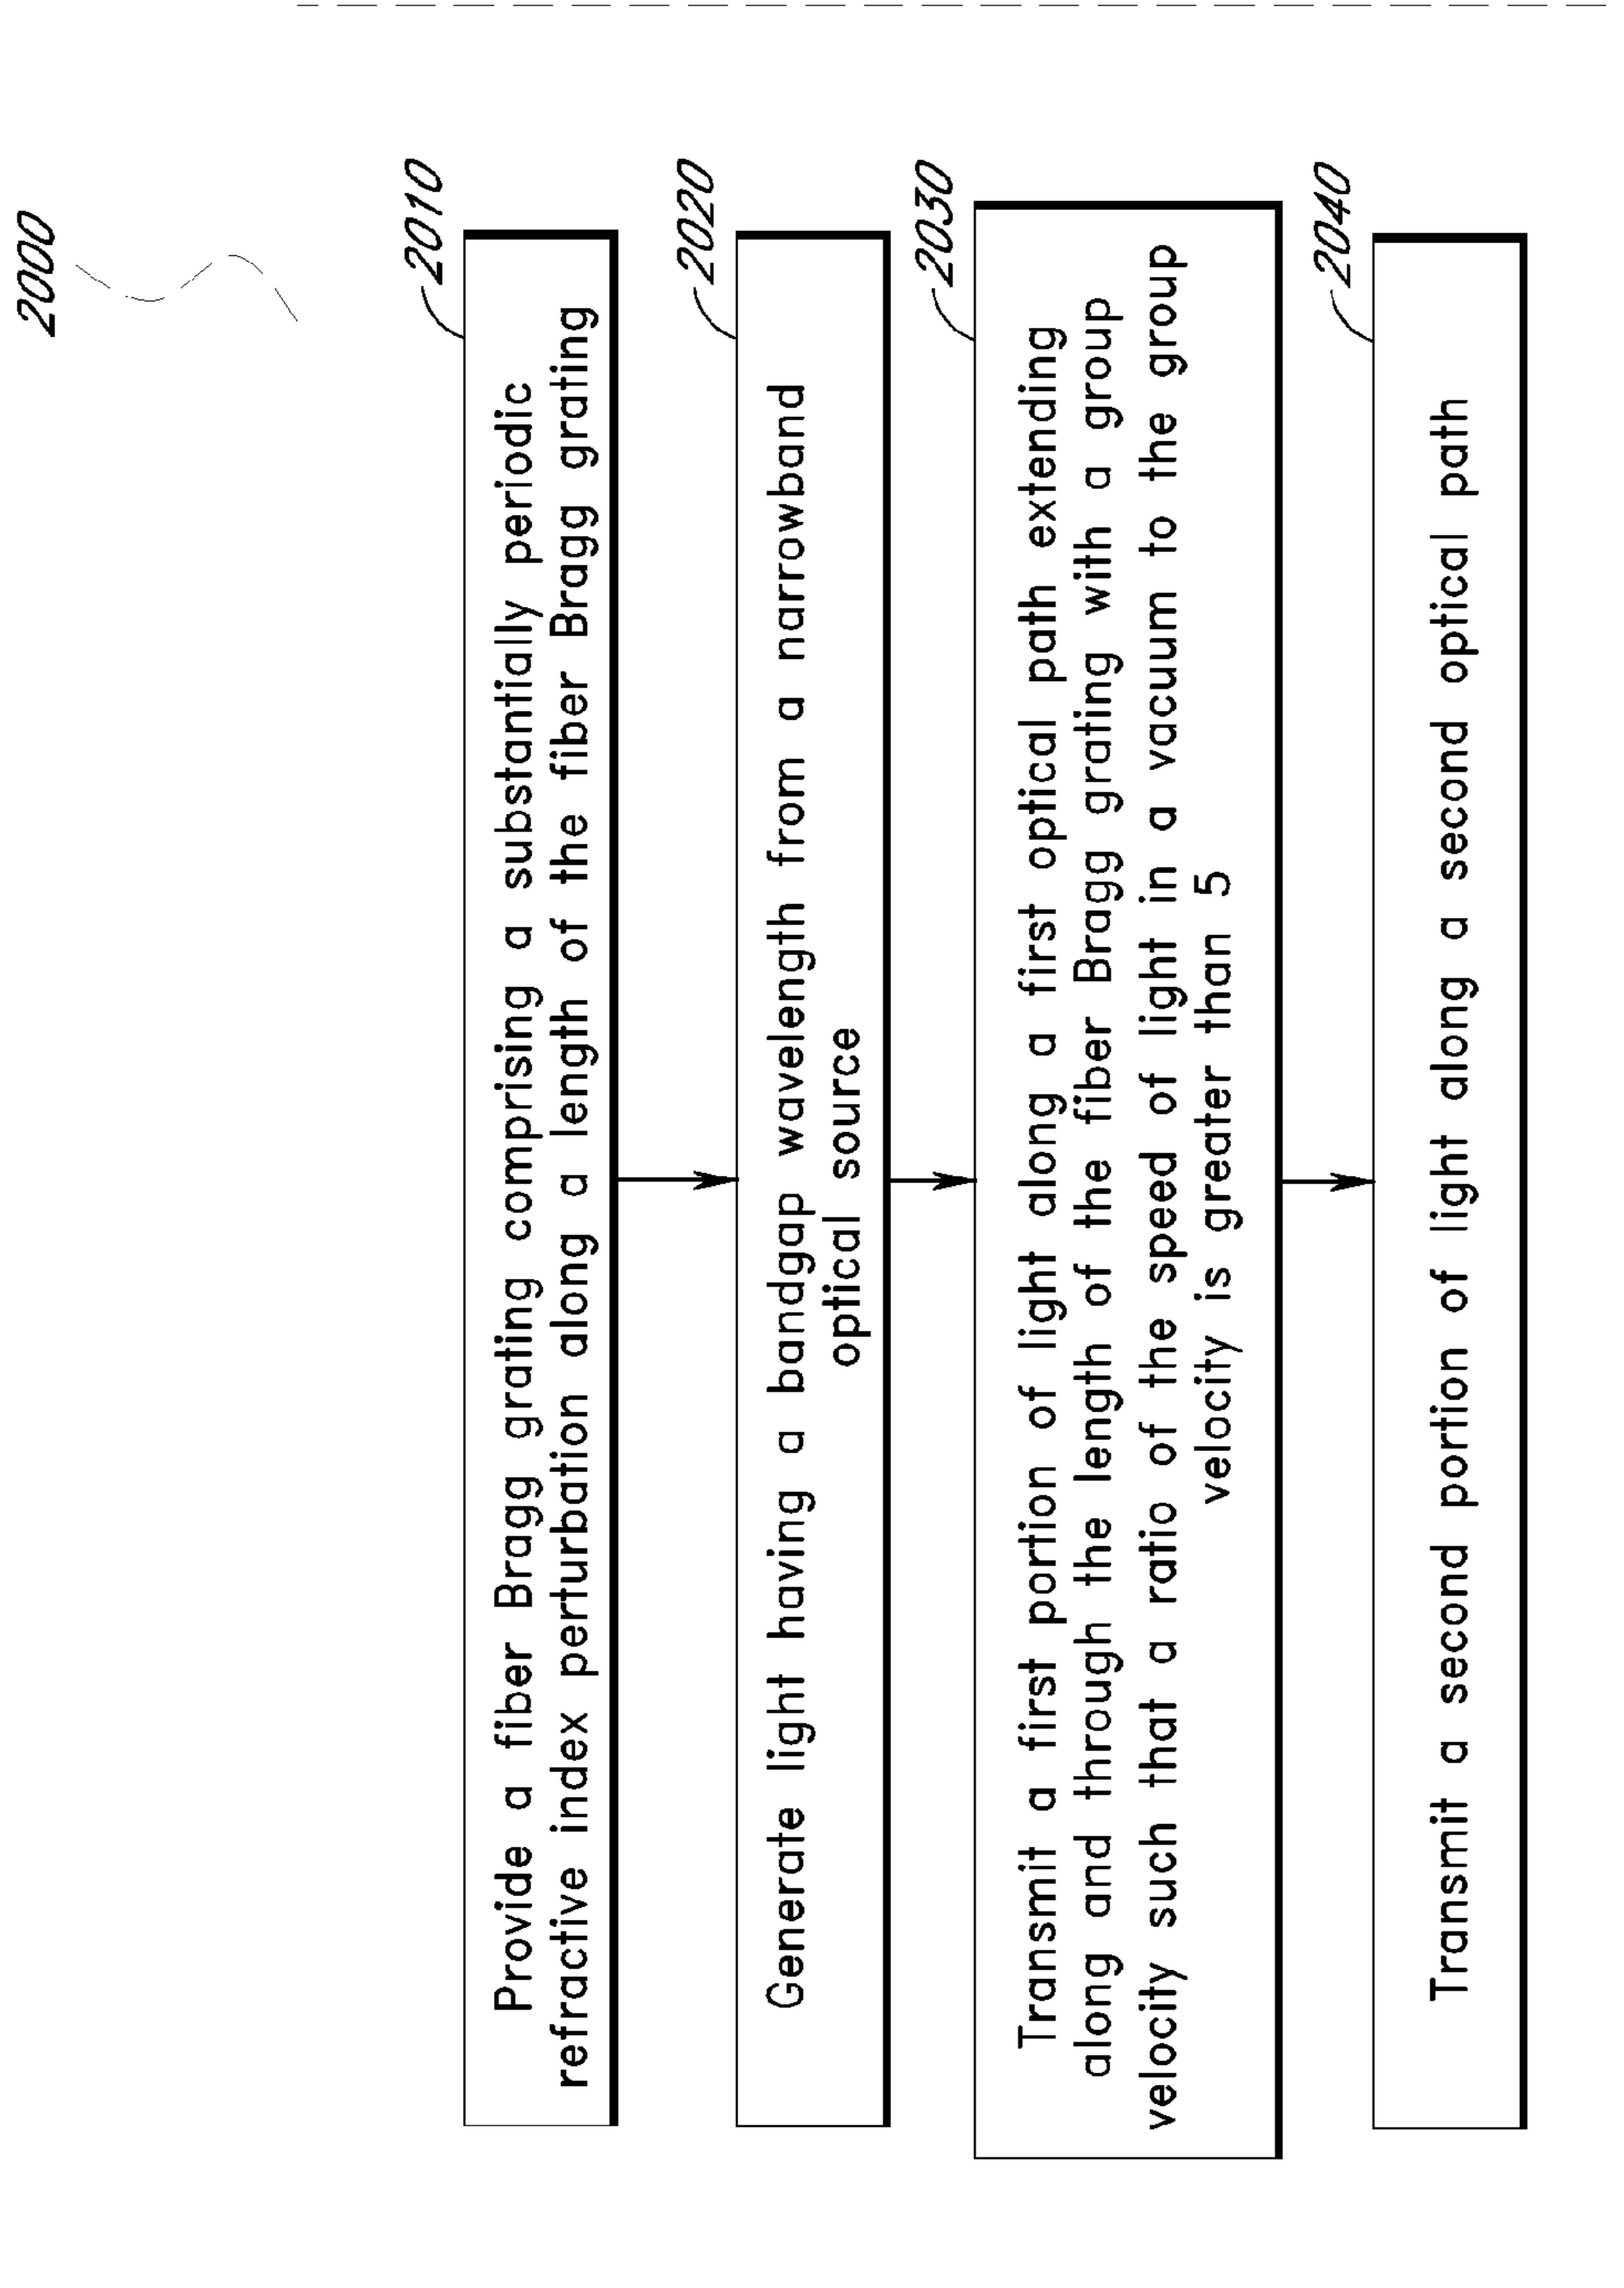 2000
2010
Provide a fiber Bragg grating comprising a substantially periodic
refractive index perturbation along a length of the fiber Bragg grating
2020
Generate light having a bandgap wavelength from a narrowband
optical source
2030
Transmit a first portion of light along a first optical path extending
along and through the length of the fiber Bragg grating with a group
velocity such that a ratio of the speed of light in a vacuum to the group
velocity is greater than 5
2040
Transmit a second portion of light along a second optical path